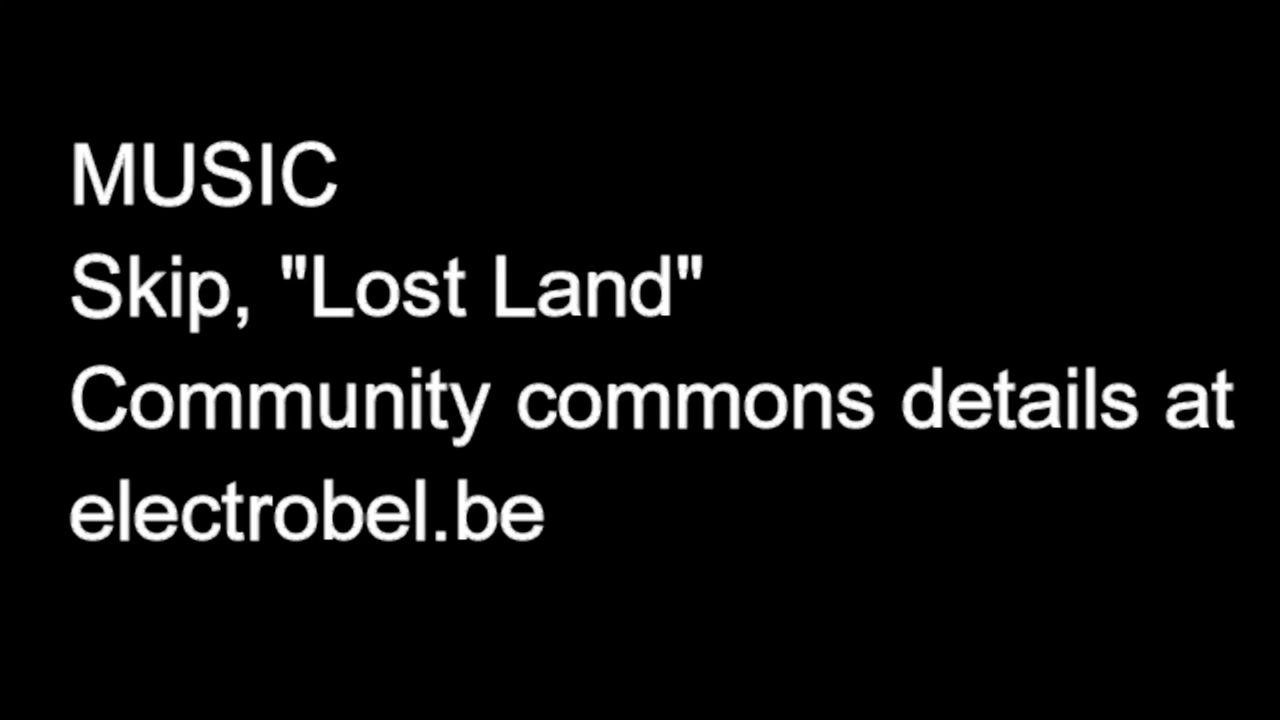 MUSIC
Skip, "Lost Land"
Community commons details at
electrobel.be